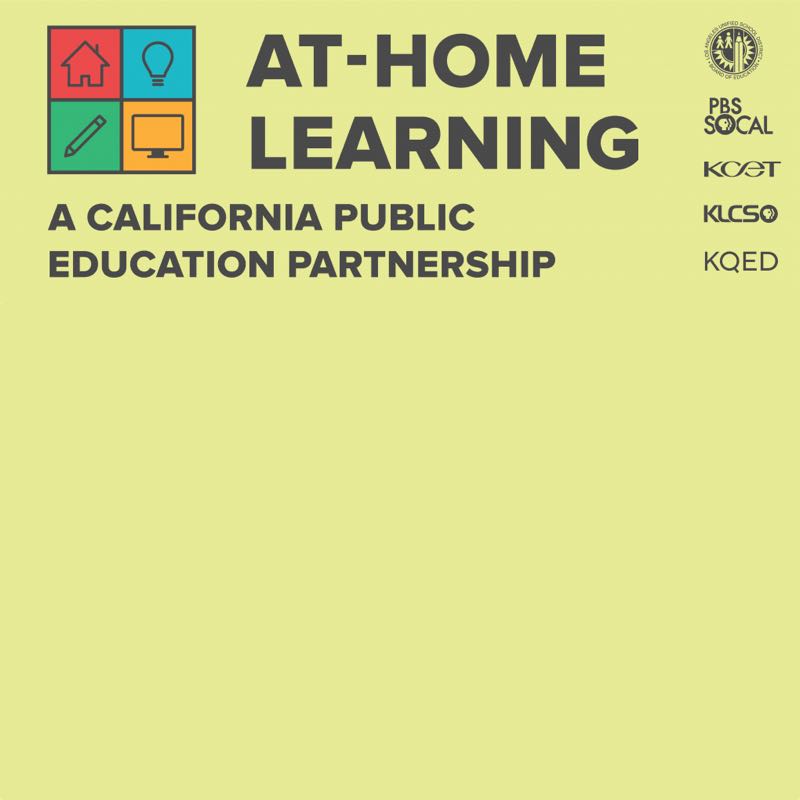 AT-HOME
LEARNING
A CALIFORNIA PUBLIC
EDUCATION PARTNERSHIP
LOS ANGELES UNIFIED SCHOOL DISTRICT
BOARD OF EDUCATION
PBS
SOCAL
KCET
KLCS
KQED